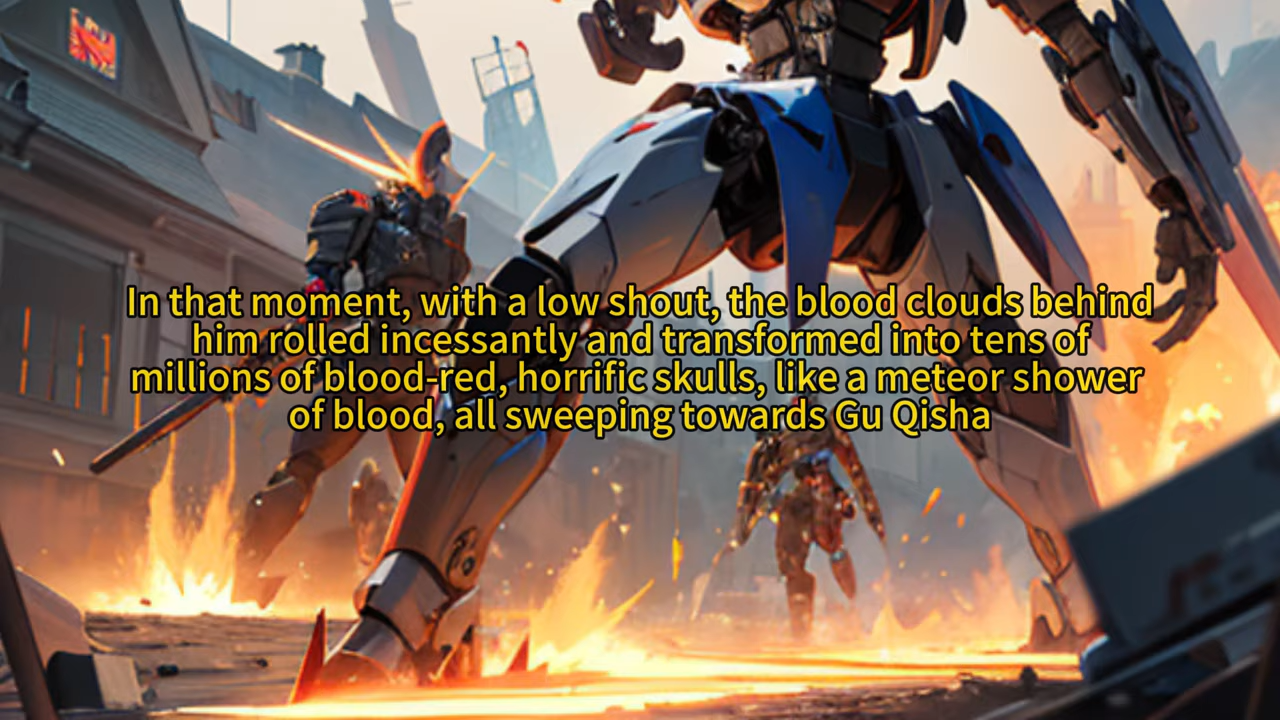 In that moment, with a low shout, the blood clouds behind
him rolled incessantly and transformed into tens of
millions of blood-red, horrific skulls, like a meteor shower
of blood, all sweeping towards Gu Qisha